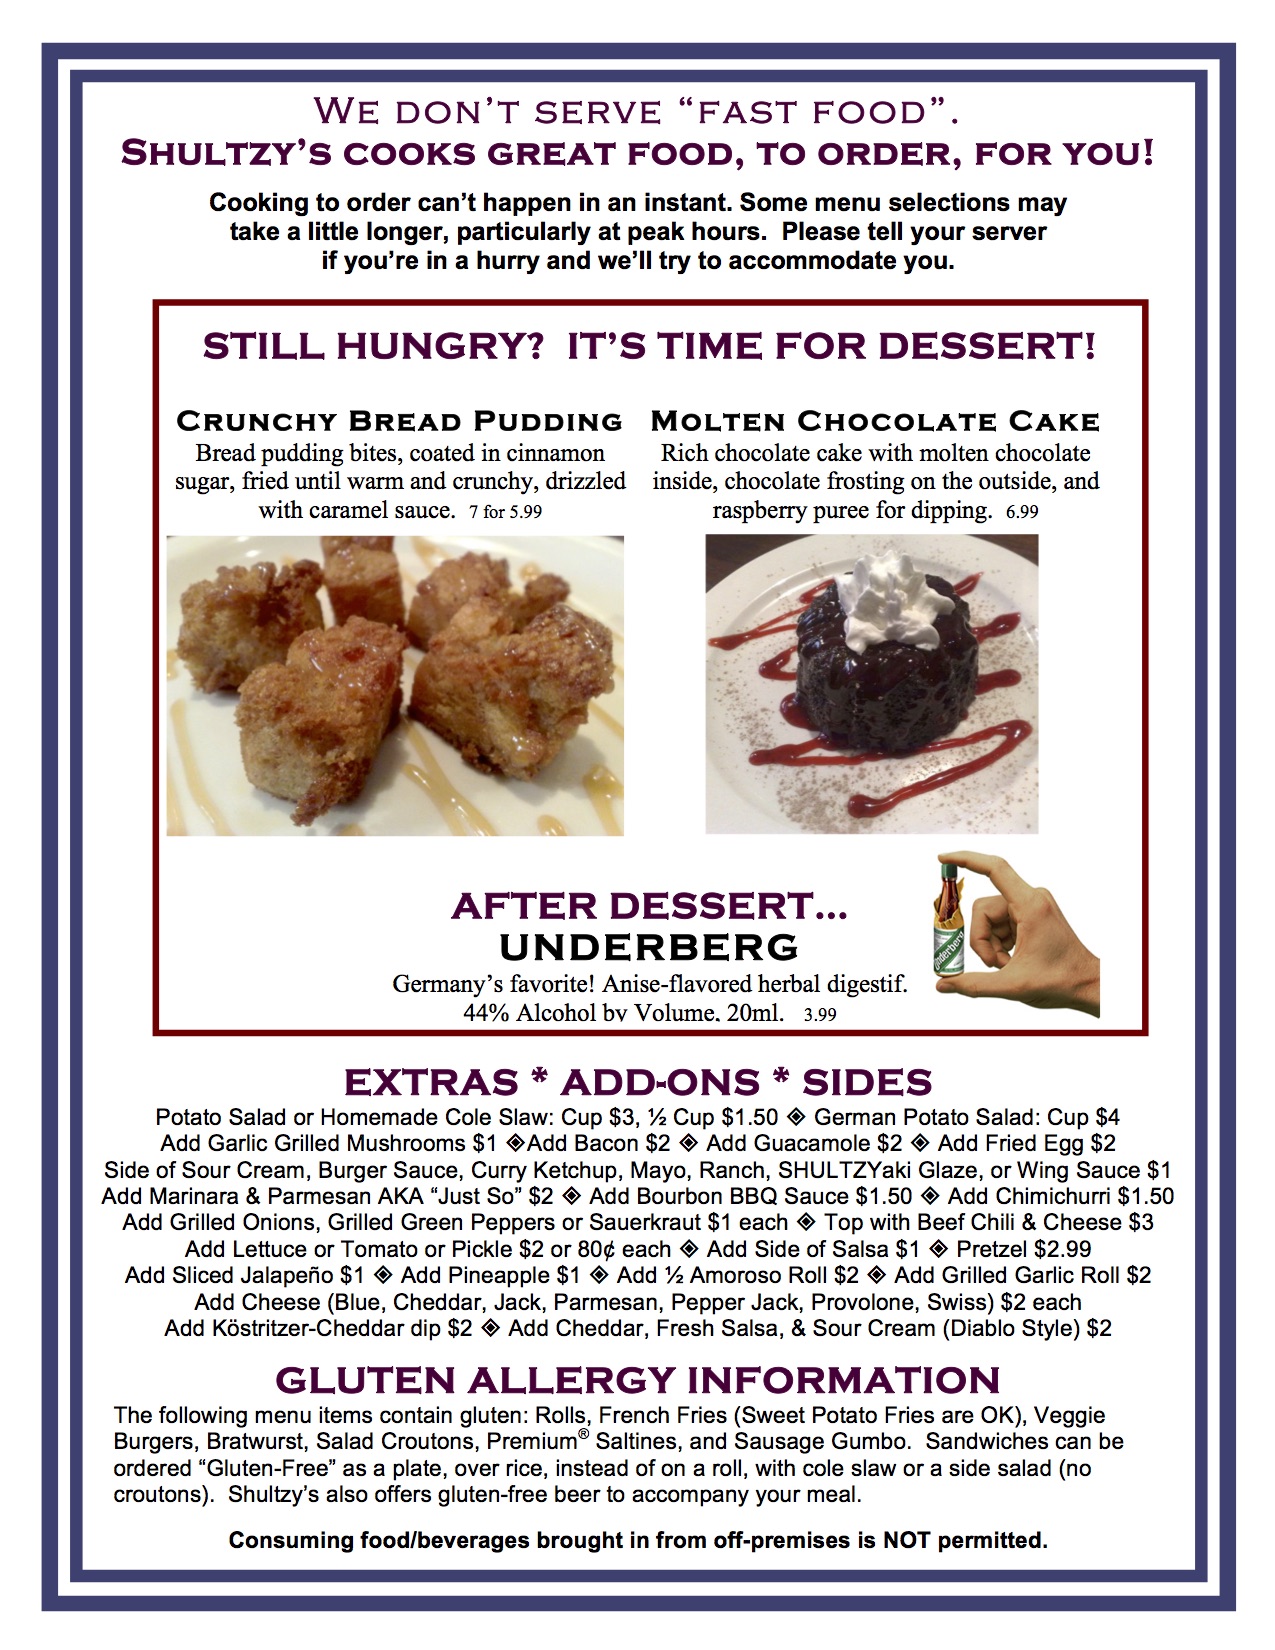 WE DON’T SERVE “FAST FOOD”.
SHULTZY’S COOKS GREAT FOOD, TO ORDER, FOR YOU!
Cooking to order can’t happen in an instant. Some menu selections may
take a little longer, particularly at peak hours.  Please tell your server
if you’re in a hurry and we’ll try to accommodate you.
STILL HUNGRY?  IT’S TIME FOR DESSERT!
CRUNCHY BREAD PUDDING
Bread pudding bites, coated in cinnamon
sugar, fried until warm and crunchy, drizzled
with caramel sauce.  7 for 5.99
MOLTEN CHOCOLATE CAKE
Rich chocolate cake with molten chocolate
inside, chocolate frosting on the outside, and
raspberry puree for dipping.  6.99
AFTER DESSERT…
UNDERBERG
Germany’s favorite! Anise-flavored herbal digestif.
44% Alcohol by Volume, 20ml.  3.99
Underberg
EXTRAS * ADD-ONS * SIDES
Potato Salad or Homemade Cole Slaw: Cup $3, ½ Cup $1.50 ◈ German Potato Salad: Cup $4
Add Garlic Grilled Mushrooms $1 ◈Add Bacon $2 ◈ Add Guacamole $2 ◈ Add Fried Egg $2
Side of Sour Cream, Burger Sauce, Curry Ketchup, Mayo, Ranch, SHULTZYaki Glaze, or Wing Sauce $1
Add Marinara & Parmesan AKA “Just So” $2 ◈ Add Bourbon BBQ Sauce $1.50 ◈ Add Chimichurri $1.50
Add Grilled Onions, Grilled Green Peppers or Sauerkraut $1 each ◈ Top with Beef Chili & Cheese $3
Add Lettuce or Tomato or Pickle $2 or 80¢ each ◈ Add Side of Salsa $1 ◈ Pretzel $2.99
Add Sliced Jalapeño $1 ◈ Add Pineapple $1 ◈ Add ½ Amoroso Roll $2 ◈ Add Grilled Garlic Roll $2
Add Cheese (Blue, Cheddar, Jack, Parmesan, Pepper Jack, Provolone, Swiss) $2 each
Add Köstritzer-Cheddar dip $2 ◈ Add Cheddar, Fresh Salsa, & Sour Cream (Diablo Style) $2
GLUTEN ALLERGY INFORMATION
The following menu items contain gluten: Rolls, French Fries (Sweet Potato Fries are OK), Veggie
Burgers, Bratwurst, Salad Croutons, Premium® Saltines, and Sausage Gumbo.  Sandwiches can be
ordered “Gluten-Free” as a plate, over rice, instead of on a roll, with cole slaw or a side salad (no
croutons).  Shultzy’s also offers gluten-free beer to accompany your meal.
Consuming food/beverages brought in from off-premises is NOT permitted.